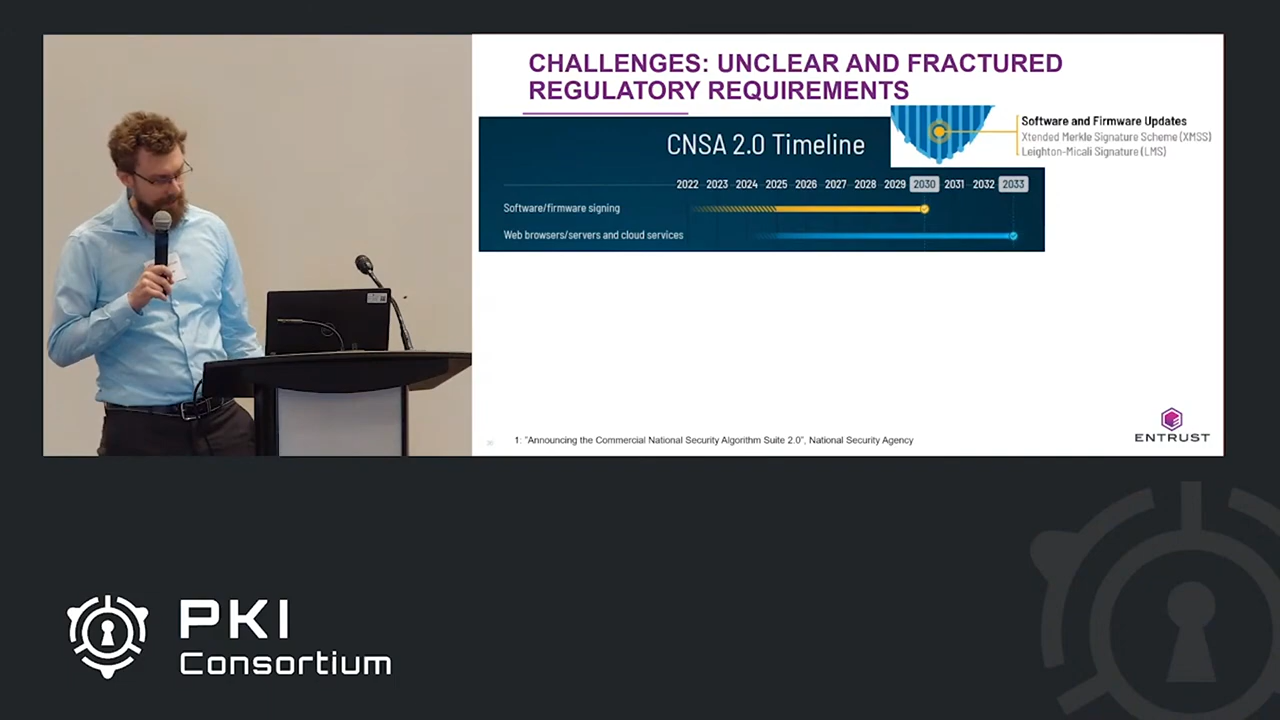 CHALLENGES: UNCLEAR AND FRACTURED
REGULATORY REQUIREMENTS
CNSA 2.0 Timeline
Software and Firmware Updates
Xtended Merkle Signature Scheme (XMSS)
Leighton-Micali Signature (LMS)
2022 2023 2024 2025 2026 2027 2028 2029 2030 2031 2032 2033
Software/firmware signing
Web browsers/servers and cloud services
1: "Announcing the Commercial National Security Algorithm Suite 2.0", National Security Agency
ENTRUST
PKI
Consortium